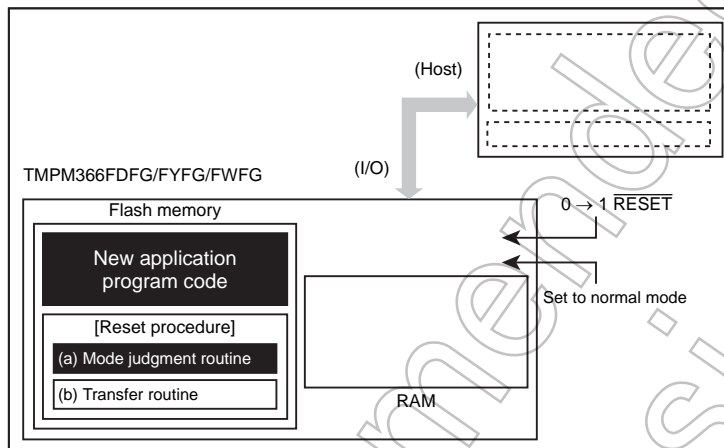 (Host)
(I/O)
TMPM366FDFG/FYFG/FWFG
Flash memory
0 → 1 RESET
New application
program code
Set to normal mode
[Reset procedure]
(a) Mode judgment routine
(b) Transfer routine
RAM